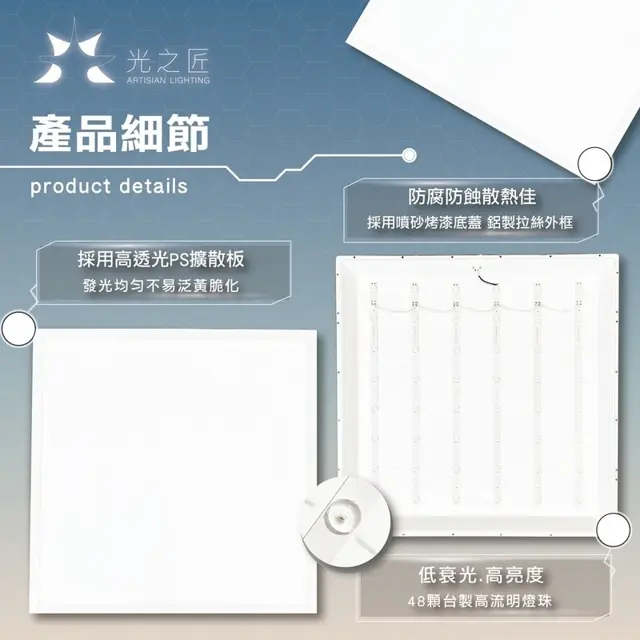 光之匠
ARTISIAN LIGHTING
產品細節
product details
防腐防蝕散熱佳
採用噴砂烤漆底蓋 鋁製拉絲外框
採用高透光PS擴散板
發光均勻不易泛黃脆化
低衰光.高亮度
48顆台製高流明燈珠